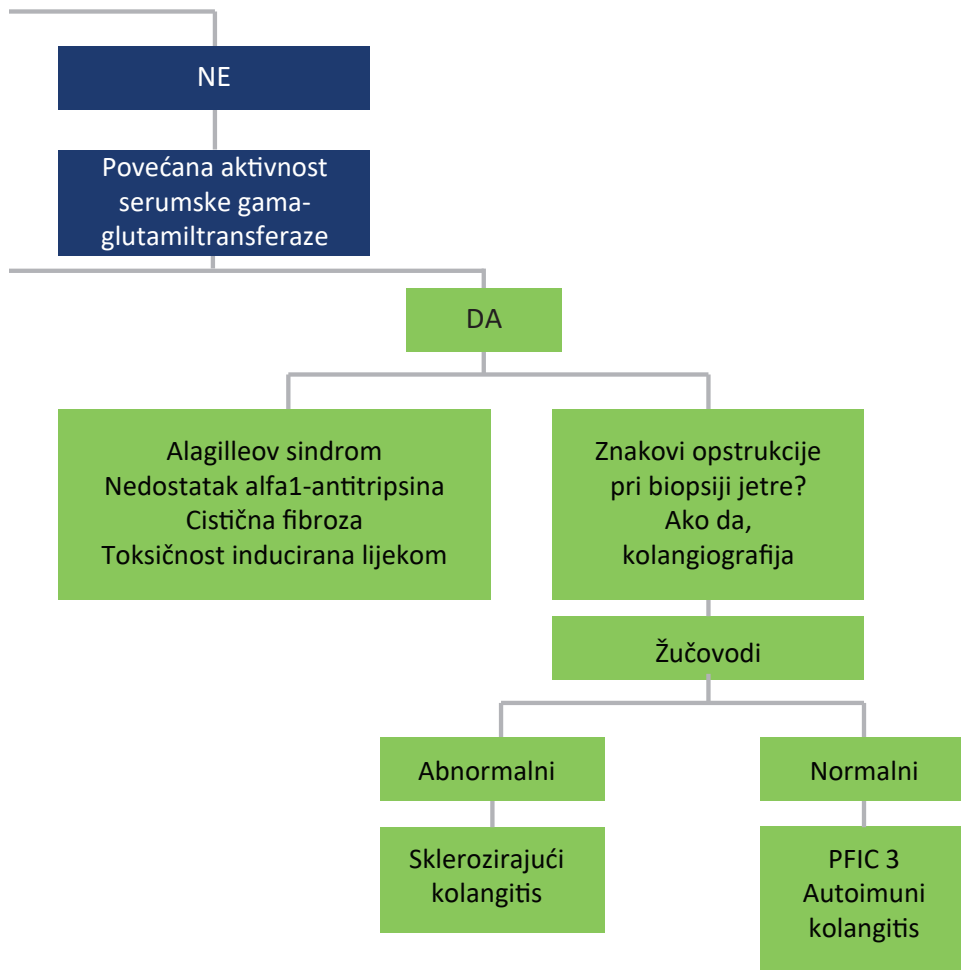 NE
Povećana aktivnost
serumske gama-
glutamiltransferaze
DA
Alagilleov sindrom
Nedostatak alfa1-antitripsina
Cistična fibroza
Toksičnost inducirana lijekom
Znakovi opstrukcije
pri biopsiji jetre?
Ako da,
kolangiografija
Žučovodi
Abnormalni
Normalni
Sklerozirajući
kolangitis
PFIC 3
Autoimuni
kolangitis